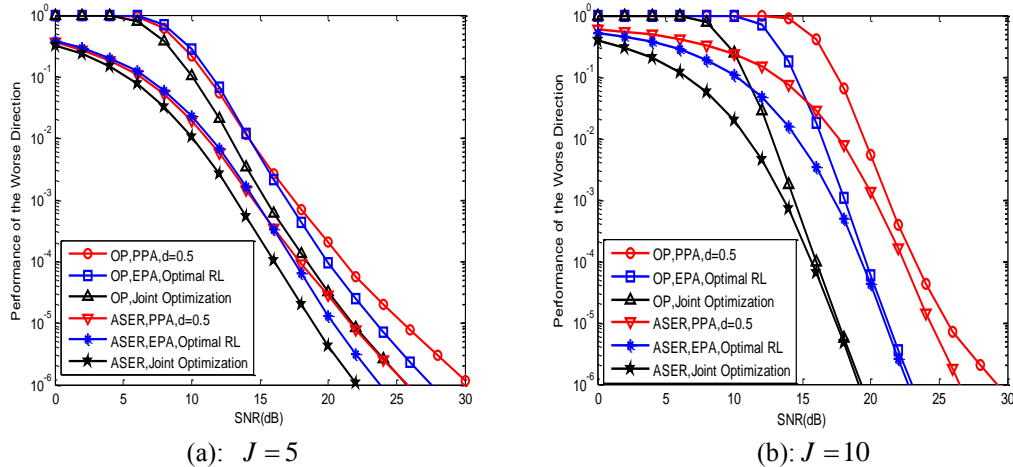 Performance of the Worse Direction
10^0
10^-1
10^-2
10^-3
10^-4
10^-5
10^-6
OP,PPA,d=0.5
OP,EPA,Optimal RL
OP,Joint Optimization
ASER,PPA,d=0.5
ASER,EPA,Optimal RL
ASER,Joint Optimization
0 5 10 15 20 25 30
SNR(dB)
(a): J = 5
Performance of the Worse Direction
10^0
10^-1
10^-2
10^-3
10^-4
10^-5
10^-6
OP,PPA,d=0.5
OP,EPA,Optimal RL
OP,Joint Optimization
ASER,PPA,d=0.5
ASER,EPA,Optimal RL
ASER,Joint Optimization
0 5 10 15 20 25 30
SNR(dB)
(b): J = 10